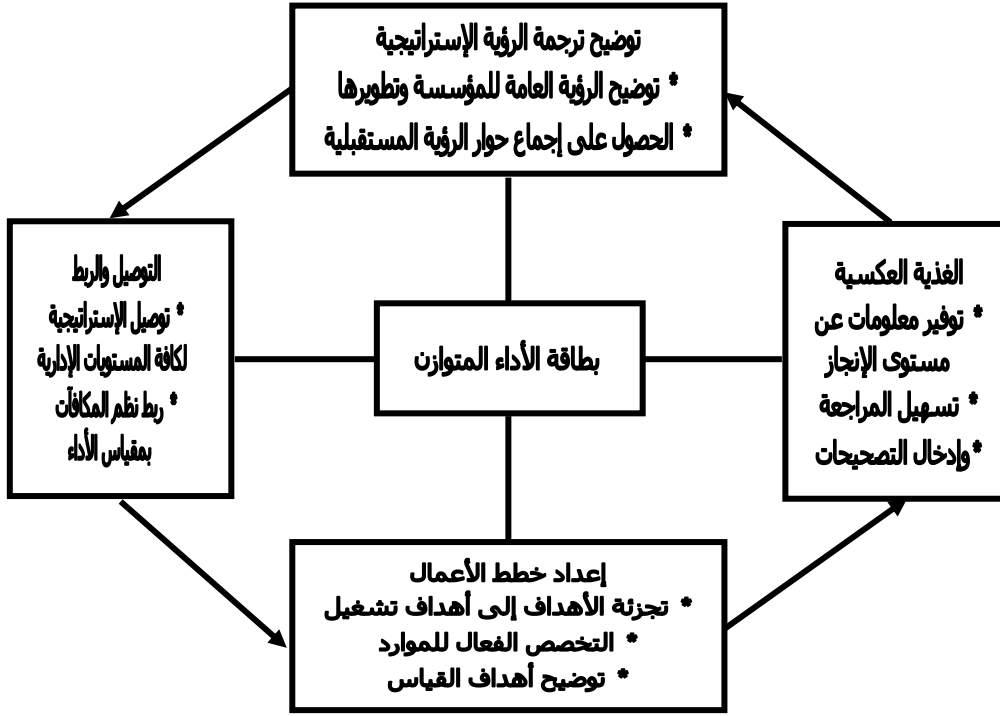 توضيح ترجمة الرؤية الإستراتيجية
* توضيح الرؤية العامة للمؤسسة وتطويرها
* الحصول على إجماع حوار الرؤية المستقبلية
الغذية العكسية
* توفير معلومات عن
مستوى الإنجاز
* تسهيل المراجعة
* وإدخال التصحيحات
بطاقة الأداء المتوازن
التوصيل والربط
* توصيل الإستراتيجية
لكافة المستويات الإدارية
* ربط نظم المكافآت
بمقياس الأداء
إعداد خطط الأعمال
* تجزئة الأهداف إلى أهداف تشغيل
* التخصص الفعال للموارد
* توضيح أهداف القياس